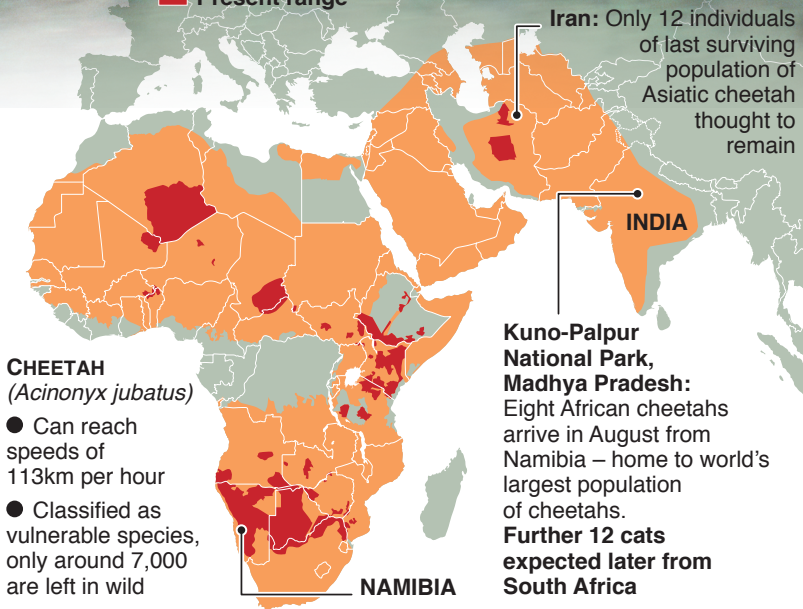 Present range
Iran: Only 12 individuals
of last surviving
population of
Asiatic cheetah
thought to
remain
INDIA
Kuno-Palpur
National Park,
Madhya Pradesh:
Eight African cheetahs
arrive in August from
Namibia – home to world’s
largest population
of cheetahs.
Further 12 cats
expected later from
South Africa
CHEETAH
(Acinonyx jubatus)
● Can reach
speeds of
113km per hour
● Classified as
vulnerable species,
only around 7,000
are left in wild
NAMIBIA